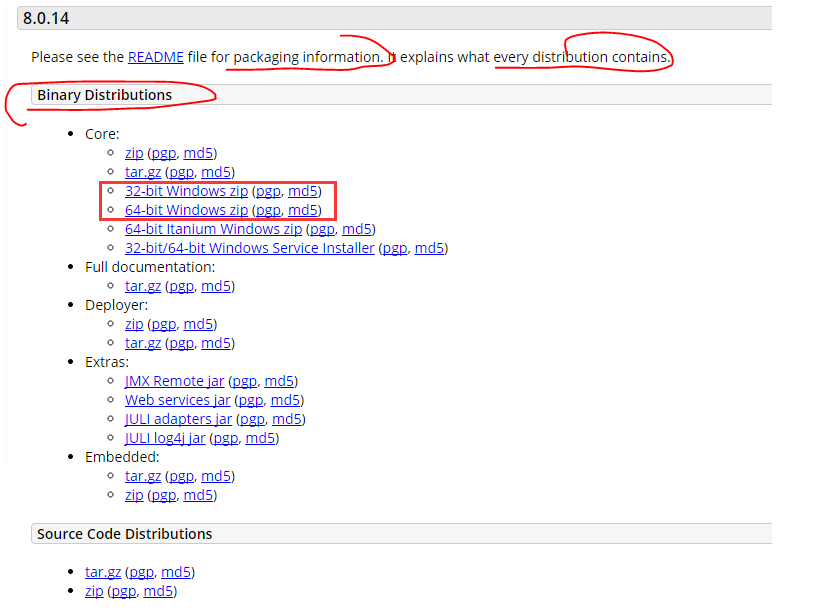 8.0.14
Please see the README file for packaging information. It explains what every distribution contains.
Binary Distributions
Core:
zip (pgp, md5)
tar.gz (pgp, md5)
32-bit Windows zip (pgp, md5)
64-bit Windows zip (pgp, md5)
64-bit Itanium Windows zip (pgp, md5)
32-bit/64-bit Windows Service Installer (pgp, md5)
Full documentation:
tar.gz (pgp, md5)
Deployer:
zip (pgp, md5)
tar.gz (pgp, md5)
Extras:
JMX Remote jar (pgp, md5)
Web services jar (pgp, md5)
JULI adapters jar (pgp, md5)
JULI log4j jar (pgp, md5)
Embedded:
tar.gz (pgp, md5)
zip (pgp, md5)
Source Code Distributions
tar.gz (pgp, md5)
zip (pgp, md5)